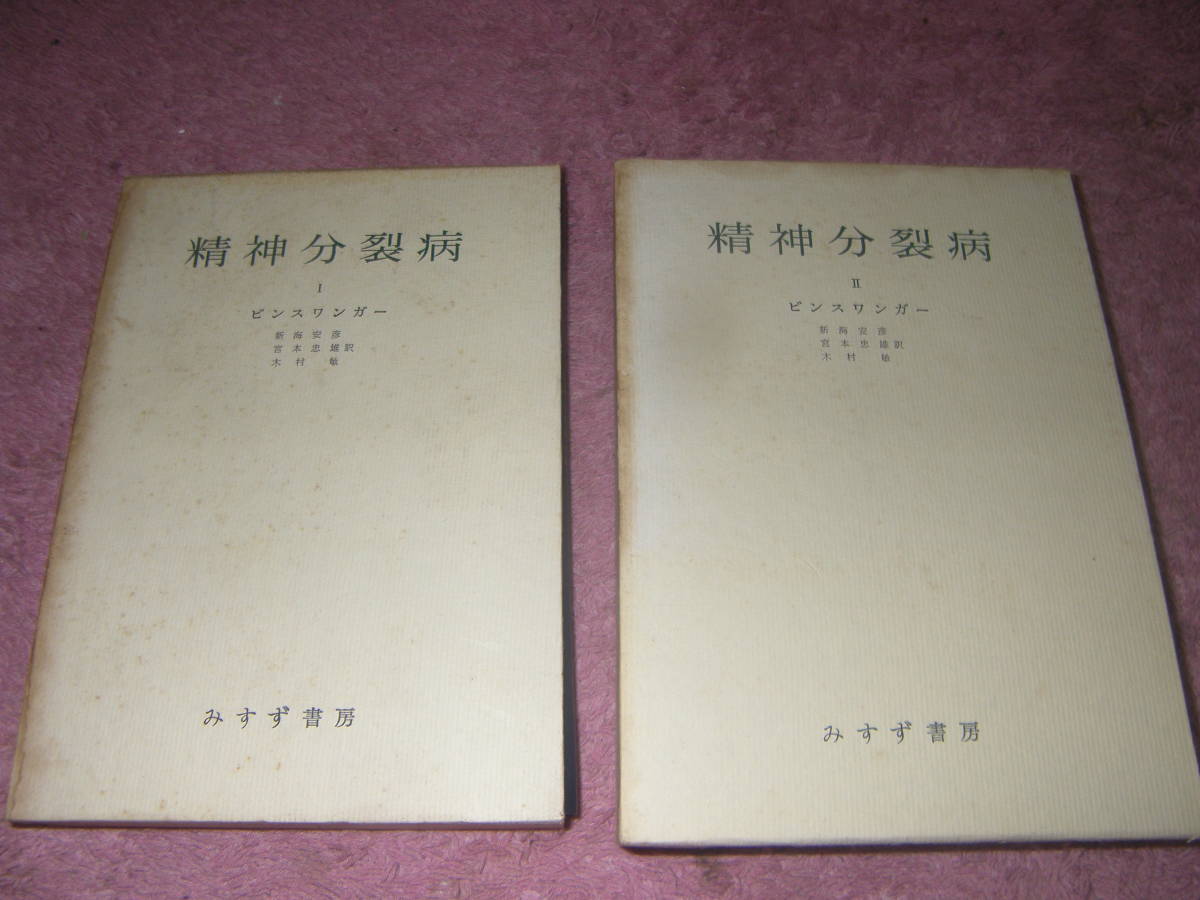 精神分裂病
I
ビンスワンガー
新海安彦
宮本忠雄訳
木村敏
みすず書房
精神分裂病
II
ビンスワンガー
新海安彦
宮本忠雄訳
木村敏
みすず書房